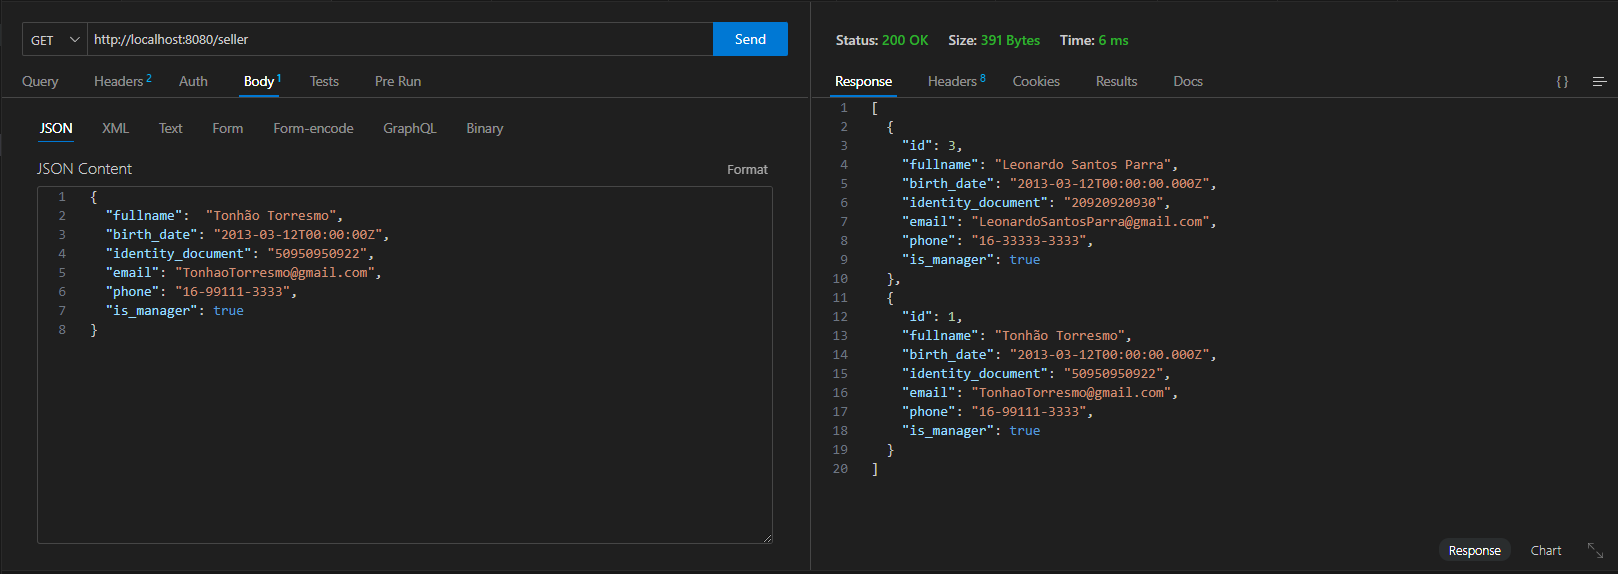 GET http://localhost:8080/seller Send
Query Headers 2 Auth Body 1 Tests Pre Run
JSON XML Text Form Form-encode GraphQL Binary
JSON Content Format
1 {
2 "fullname":  "Tonhão Torresmo",
3 "birth_date": "2013-03-12T00:00:00Z",
4 "identity_document": "50950950922",
5 "email": "TonhaoTorresmo@gmail.com",
6 "phone": "16-99111-3333",
7 "is_manager": true
8 }
Status: 200 OK Size: 391 Bytes Time: 6 ms
Response Headers 8 Cookies Results Docs {}
1 [
2 {
3 "id": 3,
4 "fullname": "Leonardo Santos Parra",
5 "birth_date": "2013-03-12T00:00:00.000Z",
6 "identity_document": "20920920930",
7 "email": "LeonardoSantosParra@gmail.com",
8 "phone": "16-33333-3333",
9 "is_manager": true
10 },
11 {
12 "id": 1,
13 "fullname": "Tonhão Torresmo",
14 "birth_date": "2013-03-12T00:00:00.000Z",
15 "identity_document": "50950950922",
16 "email": "TonhaoTorresmo@gmail.com",
17 "phone": "16-99111-3333",
18 "is_manager": true
19 }
20 ]
Response Chart